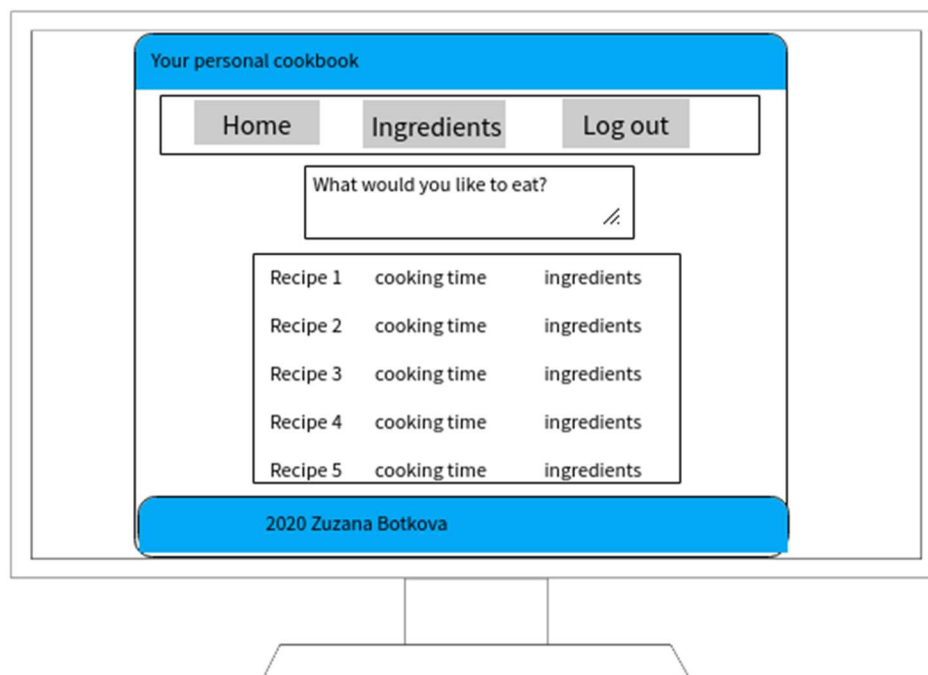 Your personal cookbook
Home Ingredients Log out
What would you like to eat?
Recipe 1 cooking time ingredients
Recipe 2 cooking time ingredients
Recipe 3 cooking time ingredients
Recipe 4 cooking time ingredients
Recipe 5 cooking time ingredients
2020 Zuzana Botkova